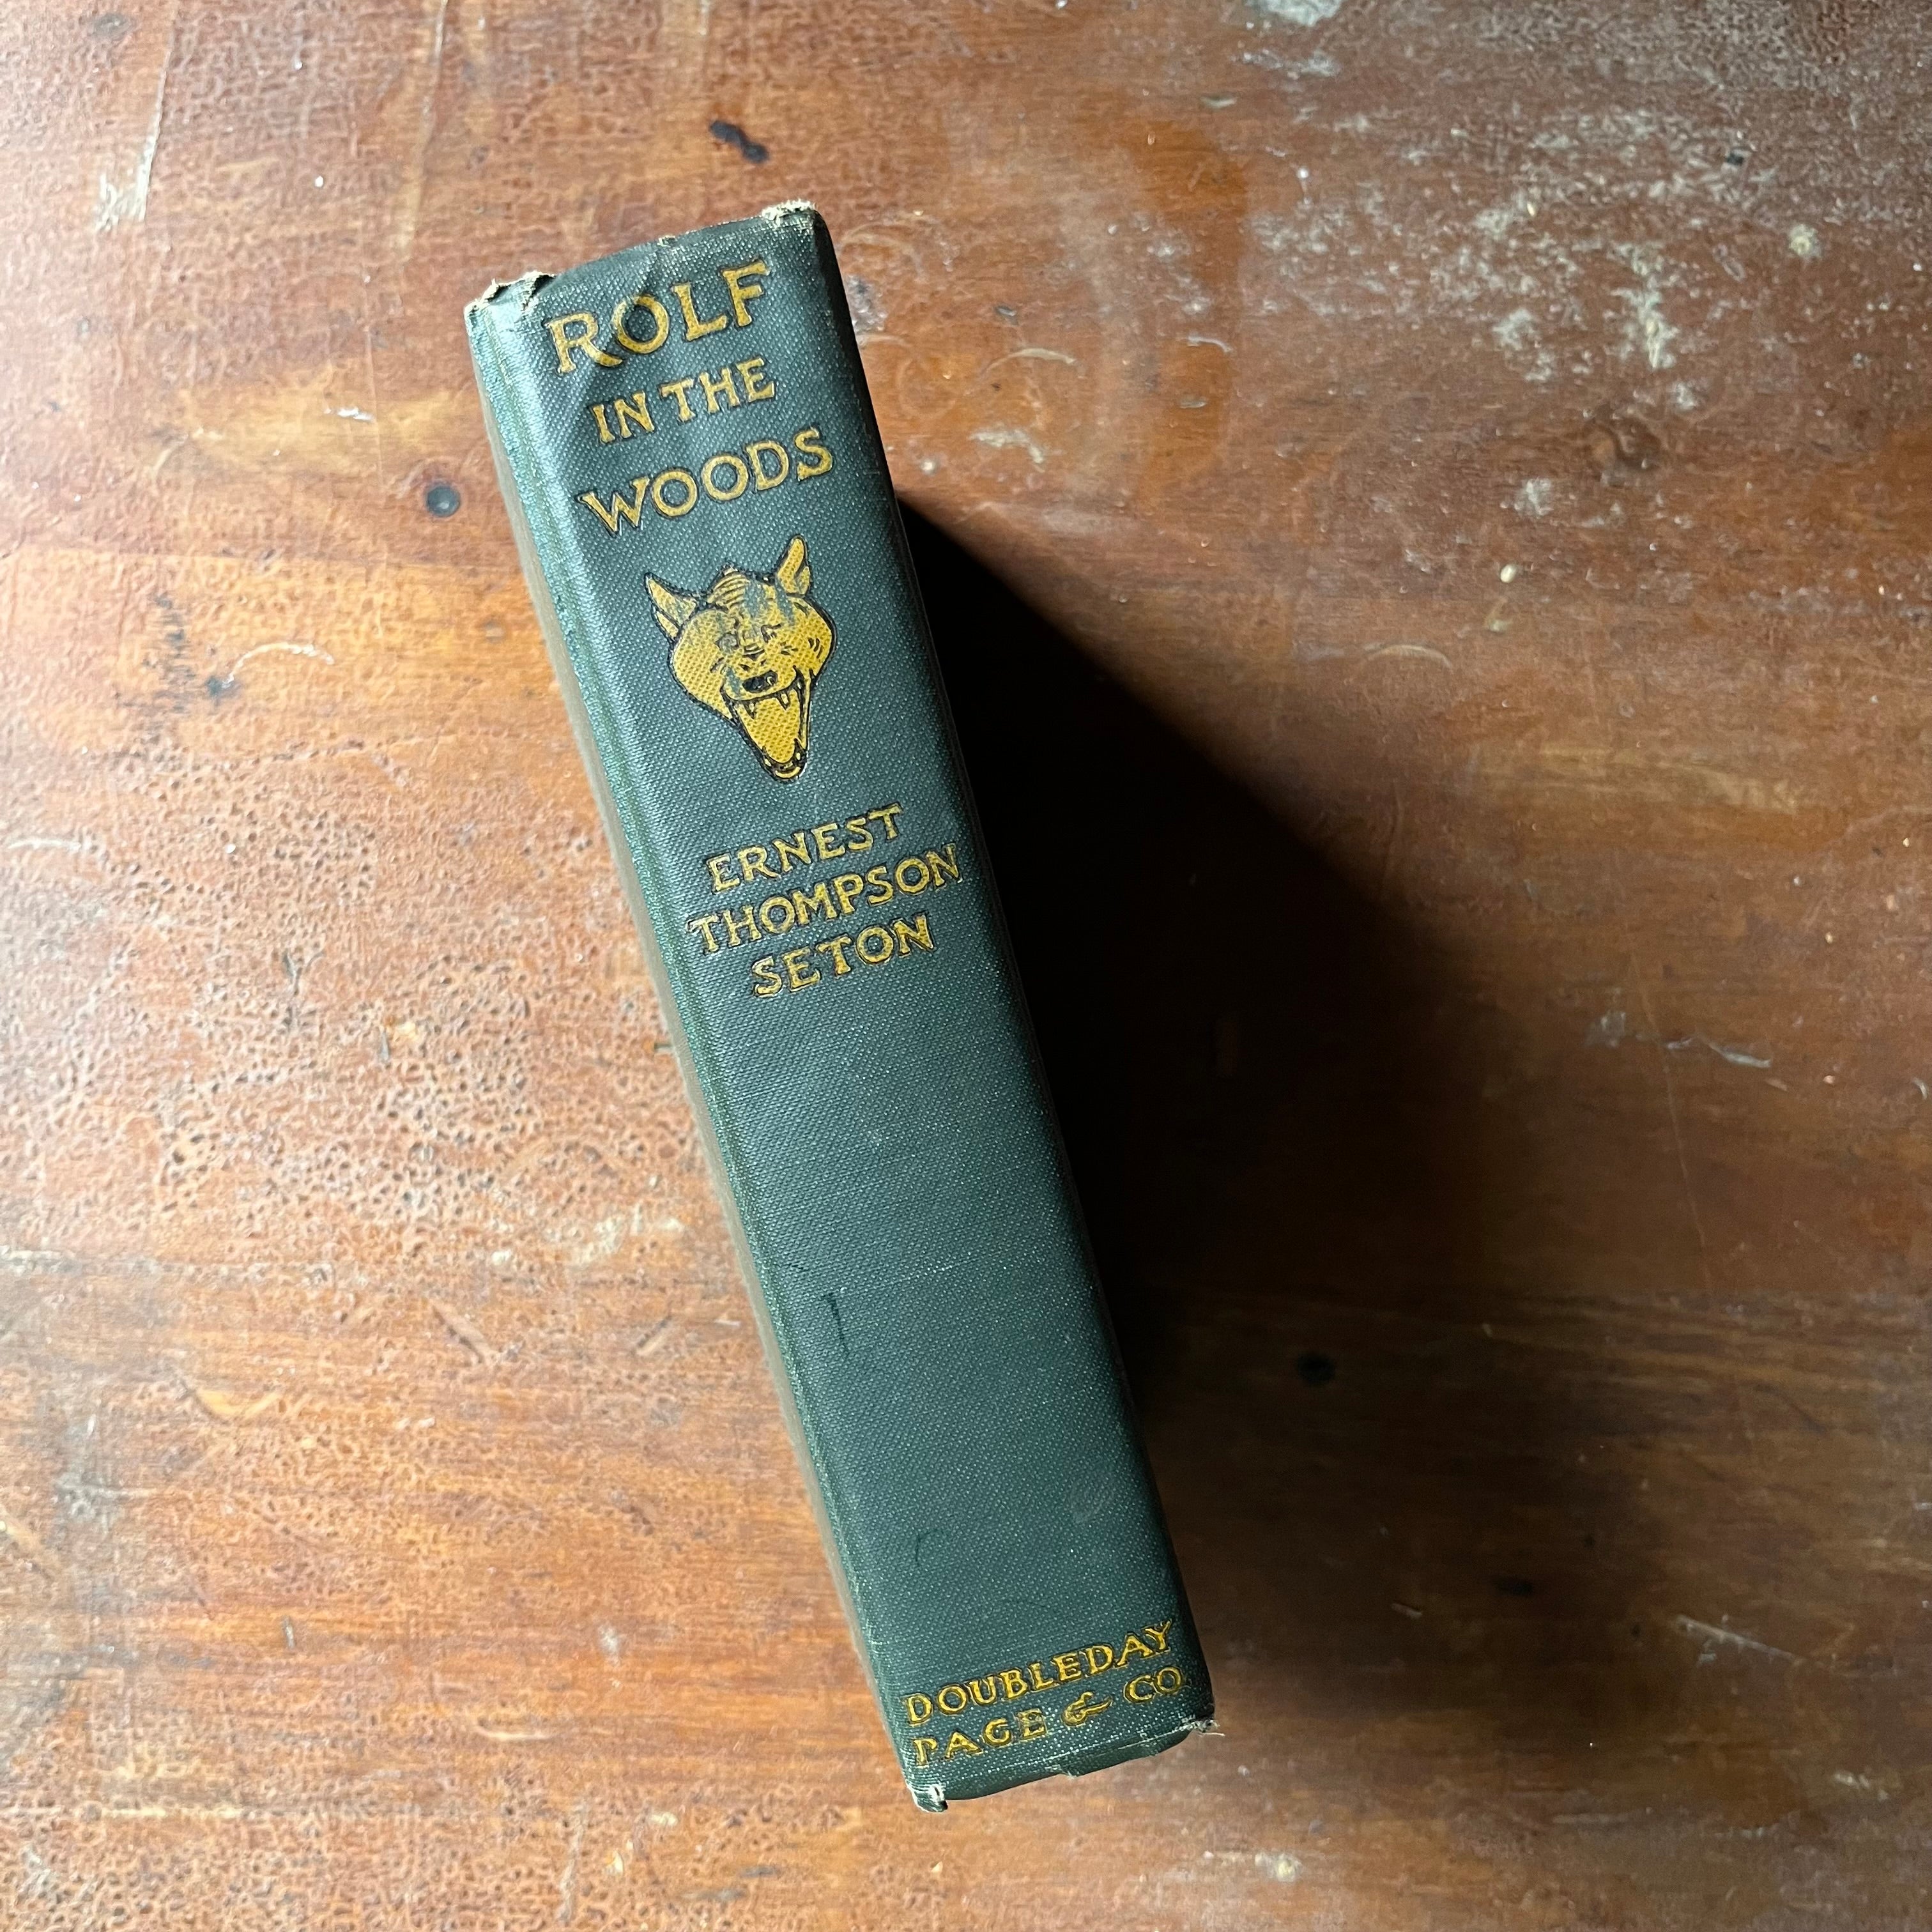 ROLF
IN THE
WOODS
ERNEST
THOMPSON
SETON
DOUBLEDAY
PAGE & CO.